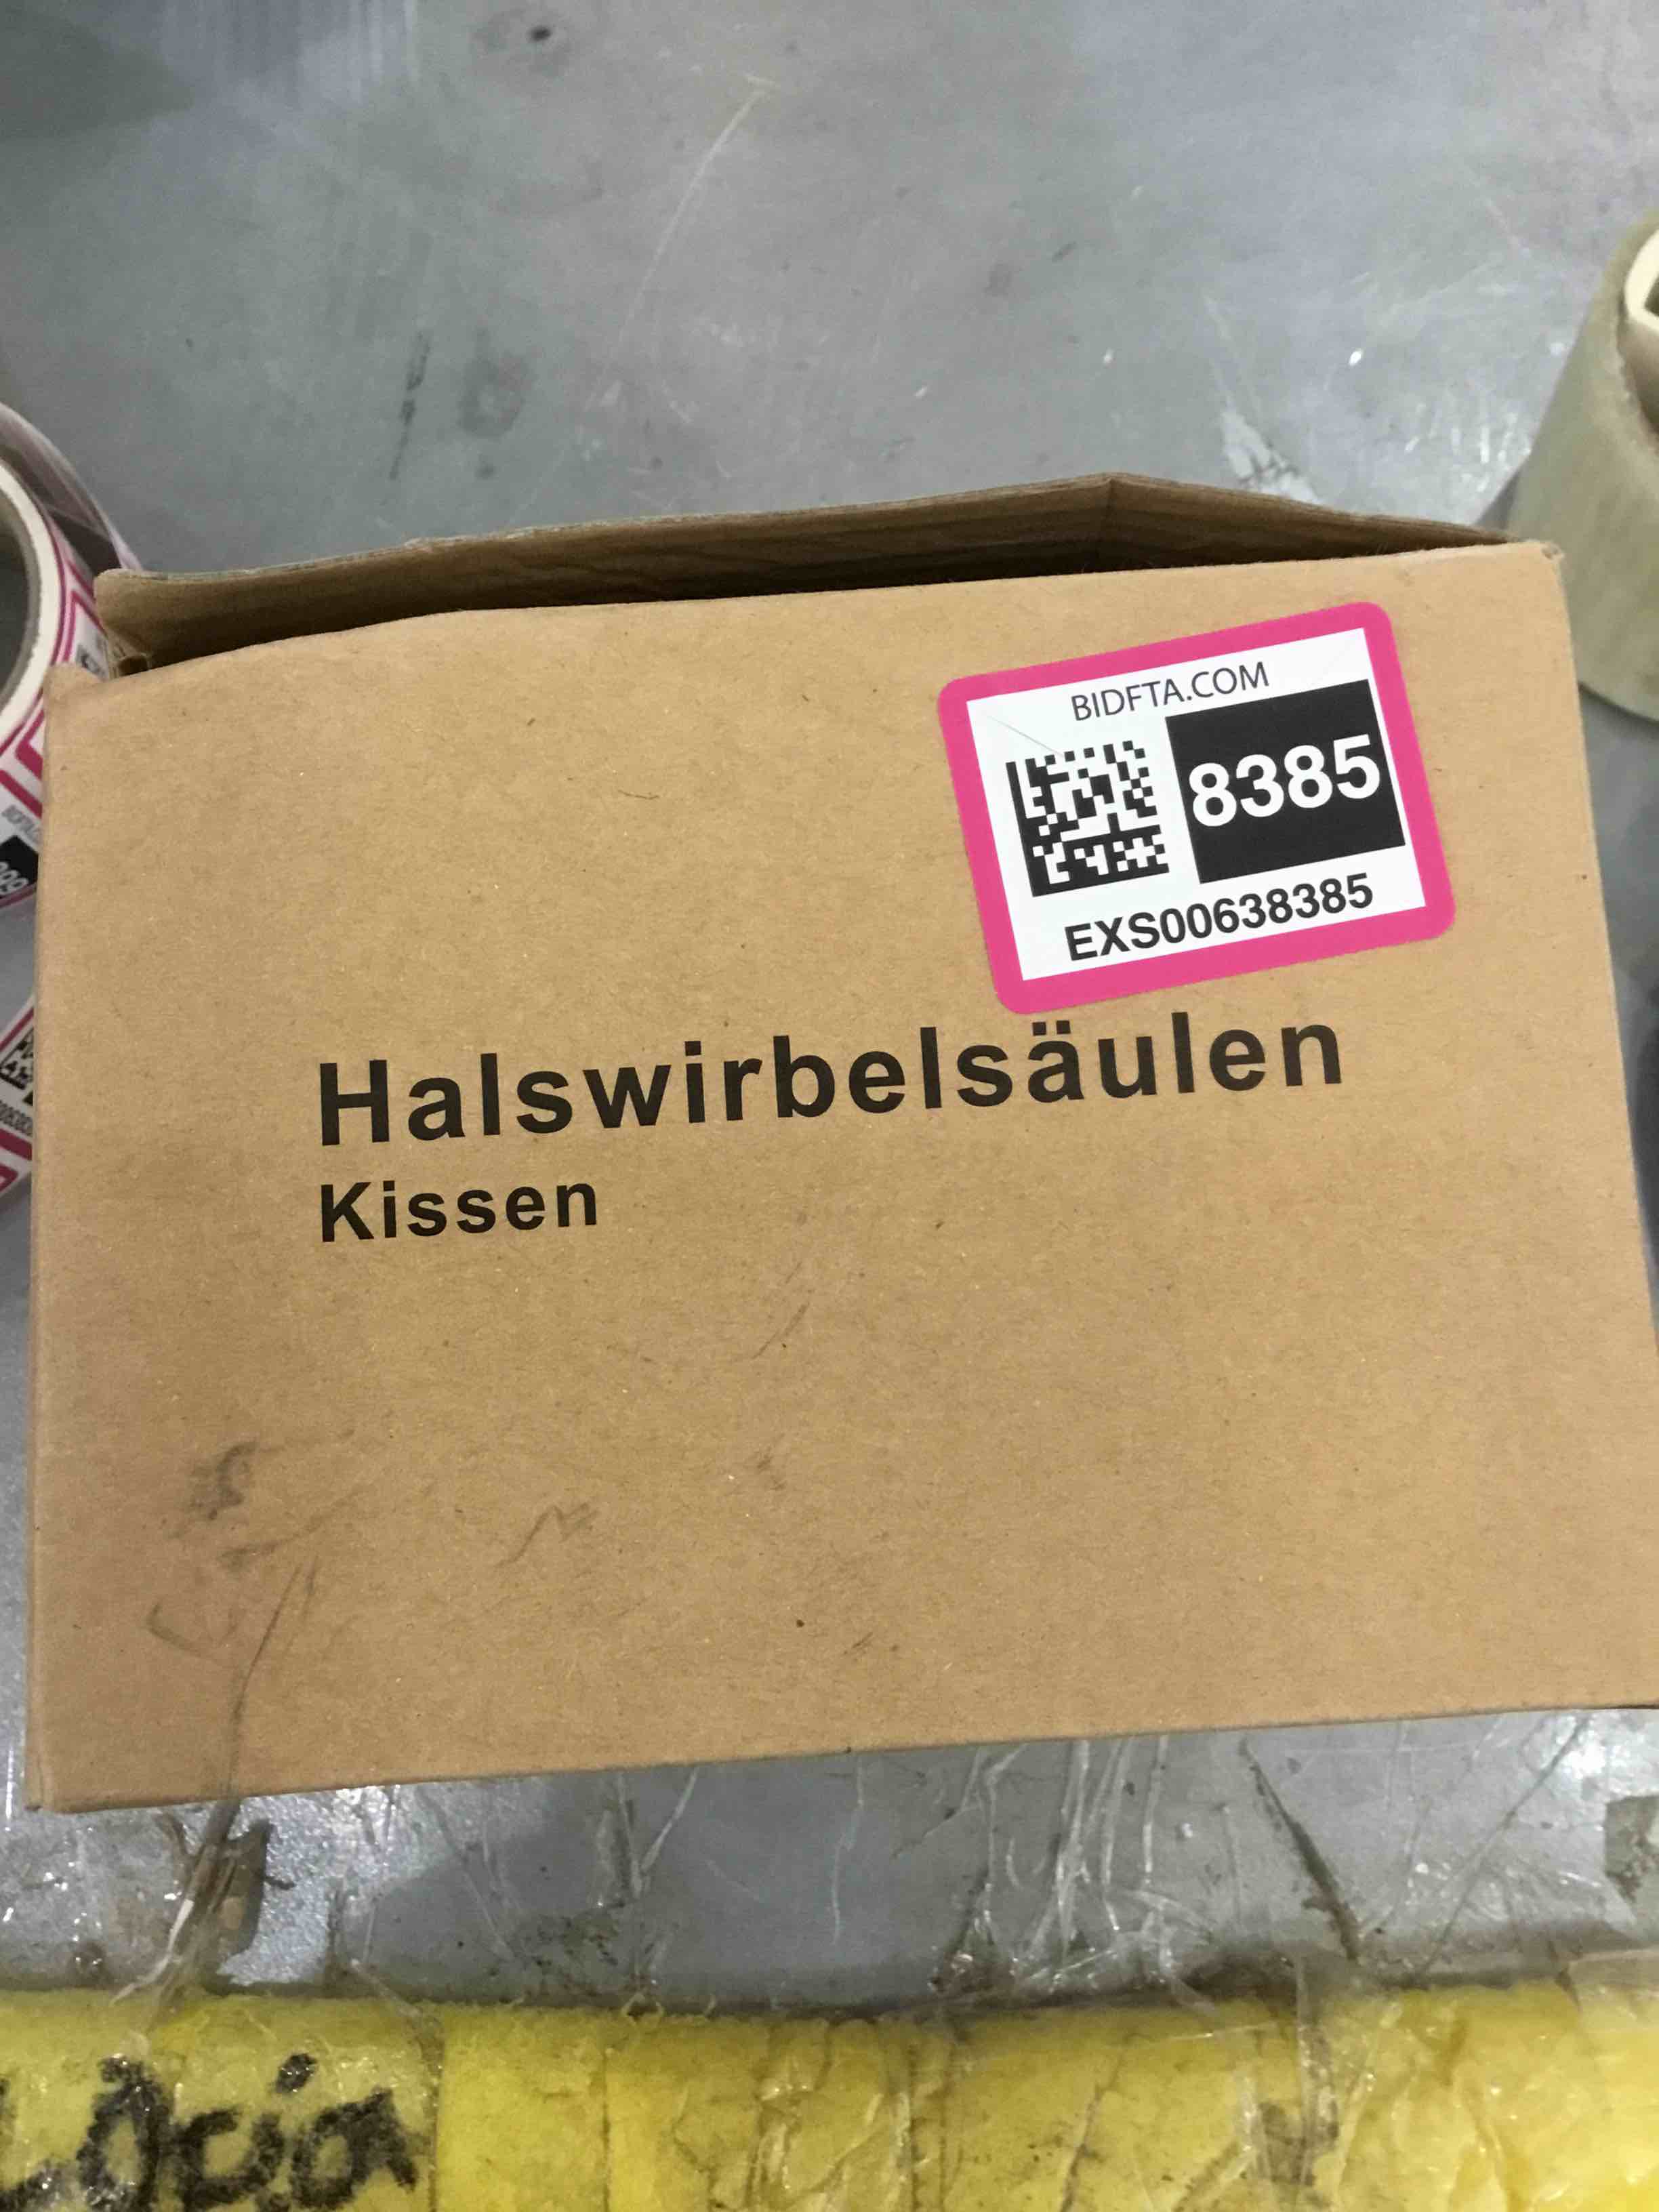 BIDFTA.COM
8385
EXS00638385
Halswirbelsäulen
Kissen